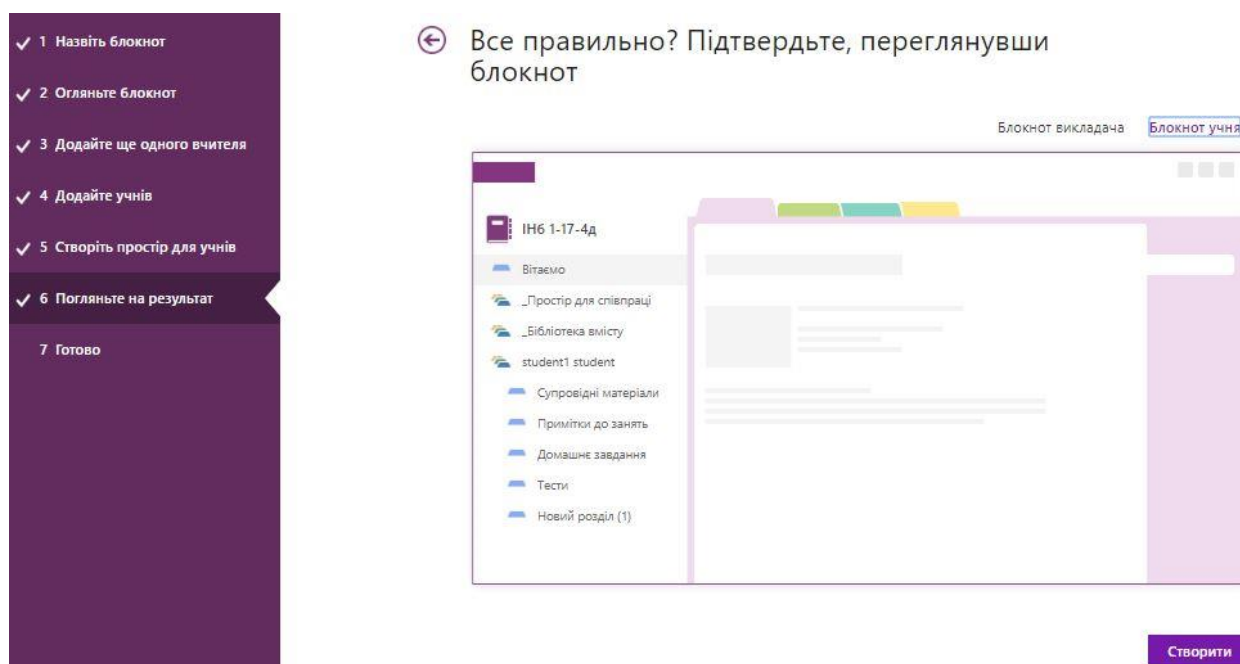 1 Назвіть блокнот
2 Огляньте блокнот
3 Додайте ще одного вчителя
4 Додайте учнів
5 Створіть простір для учнів
6 Погляньте на результат
7 Готово
Все правильно? Підтвердьте, переглянувши
блокнот
Блокнот викладача Блокнот учня
ІН6 1-17-4д
Вітаємо
_Простір для співпраці
_Бібліотека вмісту
student1 student
Супровідні матеріали
Примітки до занять
Домашнє завдання
Тести
Новий розділ (1)
Створити